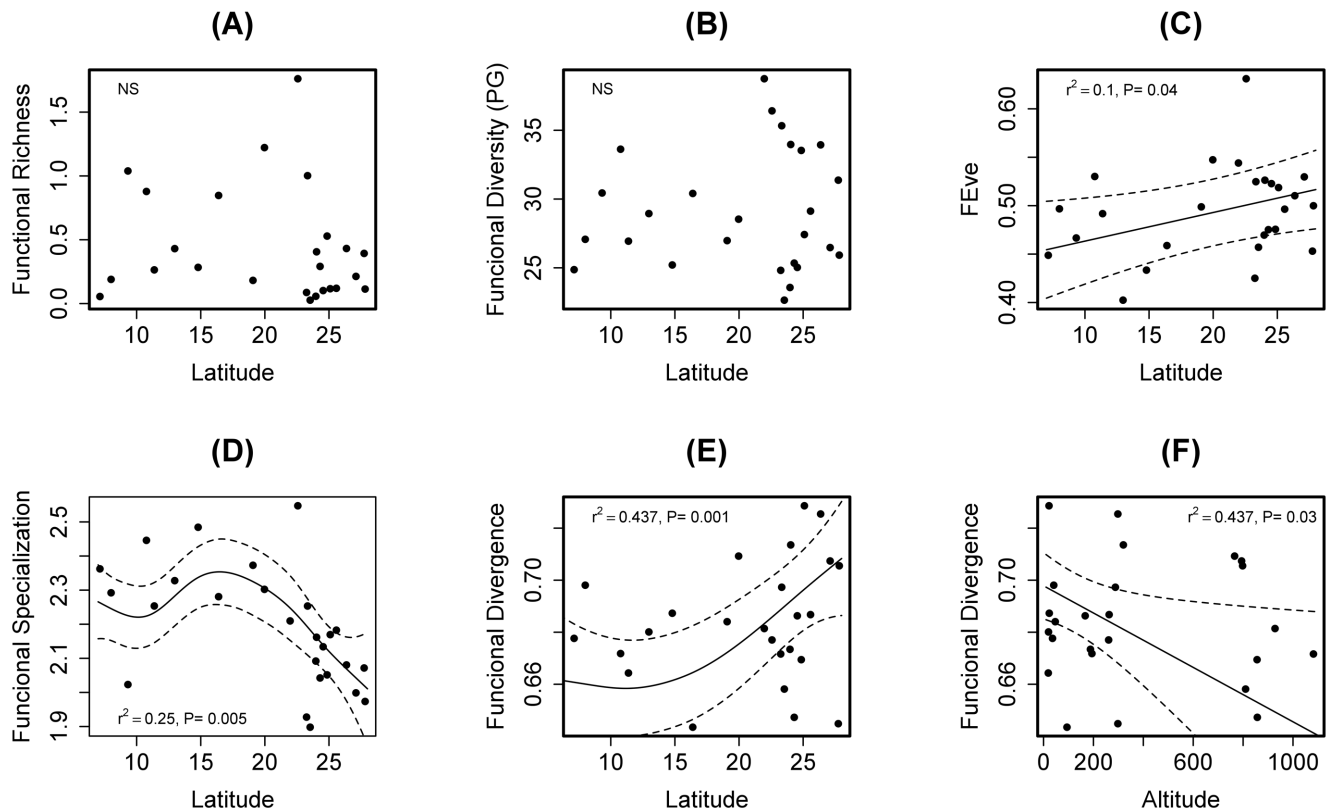 (A)
Functional Richness
NS
0.0 0.5 1.0 1.5
10 15 20 25
Latitude
(B)
Funcional Diversity (PG)
NS
25 30 35
10 15 20 25
Latitude
(C)
FEve
r² = 0.1, P= 0.04
0.40 0.50 0.60
10 15 20 25
Latitude
(D)
Funcional Specialization
r² = 0.25, P= 0.005
1.9 2.1 2.3 2.5
10 15 20 25
Latitude
(E)
Funcional Divergence
r² = 0.437, P= 0.001
0.66 0.70
10 15 20 25
Latitude
(F)
Funcional Divergence
r² = 0.437, P= 0.03
0.66 0.70
0 200 600 1000
Altitude